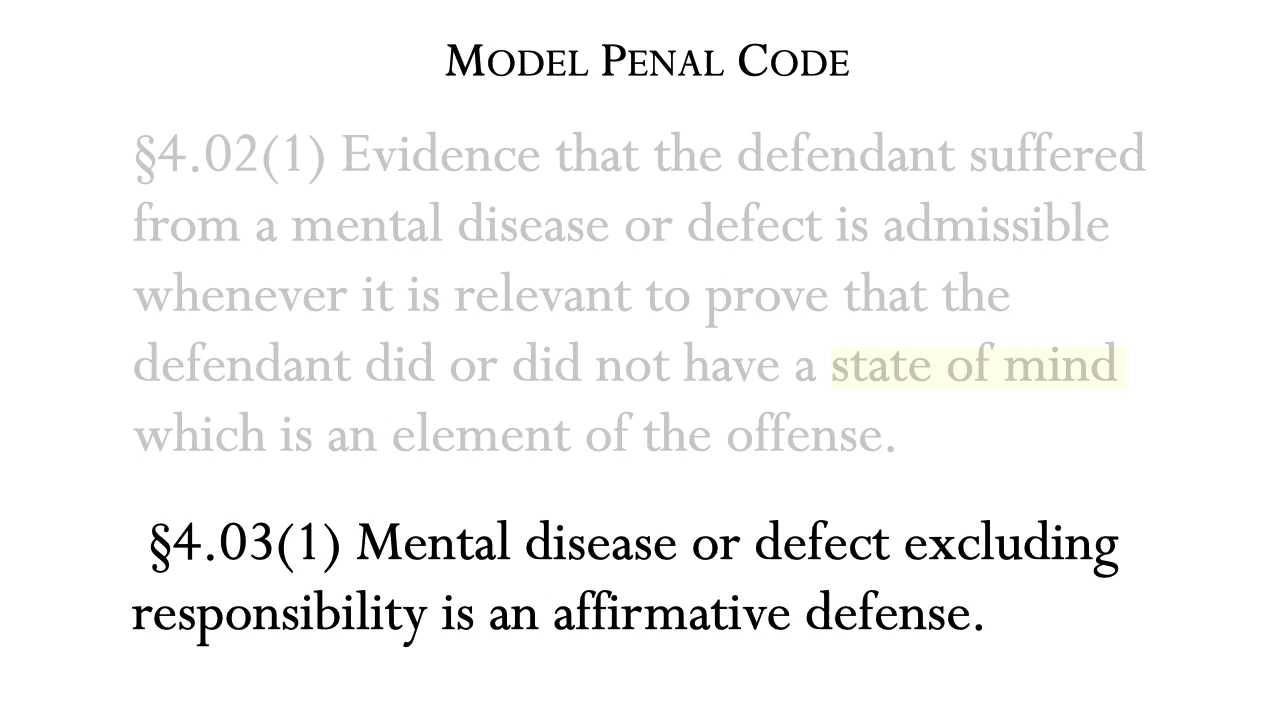 MODEL PENAL CODE
§4.02(1) Evidence that the defendant suffered
from a mental disease or defect is admissible
whenever it is relevant to prove that the
defendant did or did not have a state of mind
which is an element of the offense.
§4.03(1) Mental disease or defect excluding
responsibility is an affirmative defense.